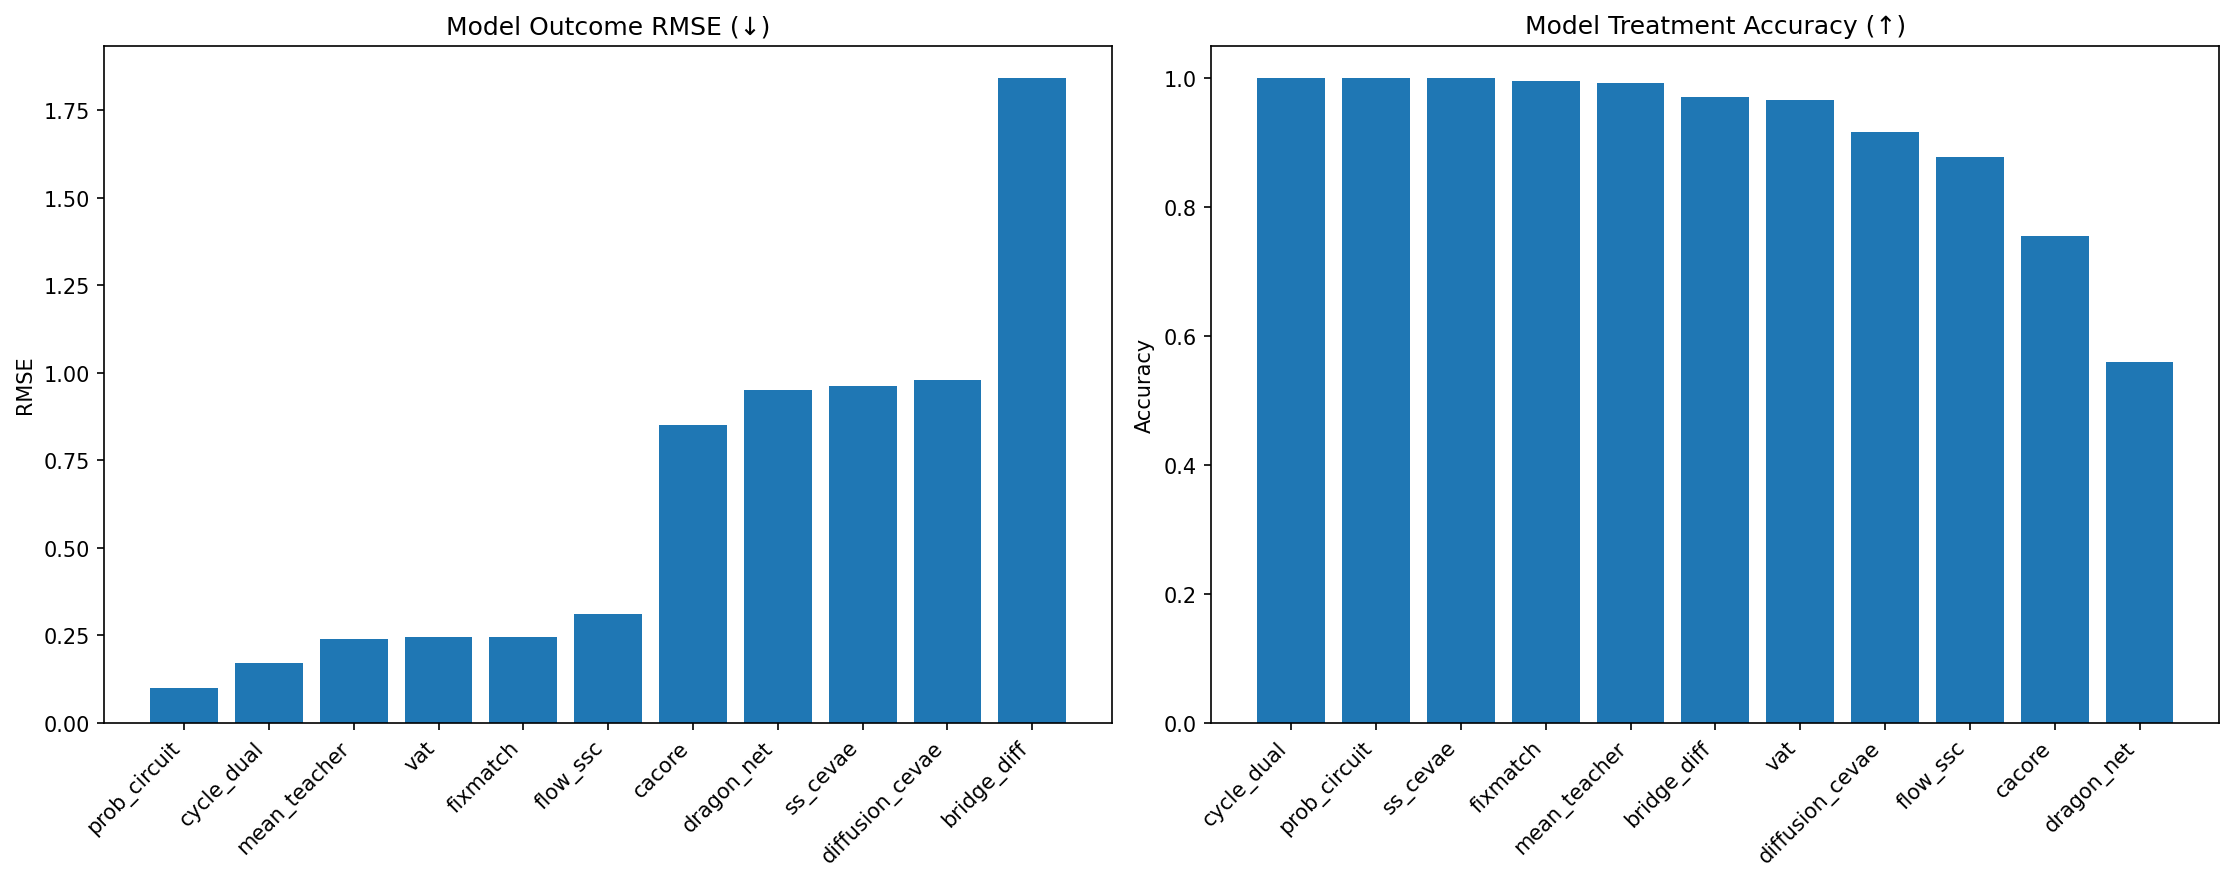 Model Outcome RMSE (↓)
RMSE
1.75
1.50
1.25
1.00
0.75
0.50
0.25
0.00
prob_circuit
cycle_dual
mean_teacher
vat
fixmatch
flow_ssc
cacore
dragon_net
ss_cevae
diffusion_cevae
bridge_diff
Model Treatment Accuracy (↑)
Accuracy
1.0
0.8
0.6
0.4
0.2
0.0
cycle_dual
prob_circuit
ss_cevae
fixmatch
mean_teacher
bridge_diff
vat
diffusion_cevae
flow_ssc
cacore
dragon_net